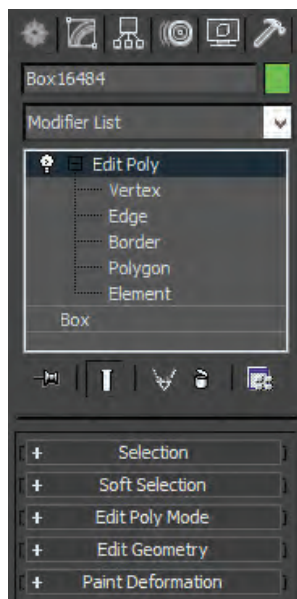 Box16484
Modifier List
Edit Poly
Vertex
Edge
Border
Polygon
Element
Box
+ Selection
+ Soft Selection
+ Edit Poly Mode
+ Edit Geometry
+ Paint Deformation